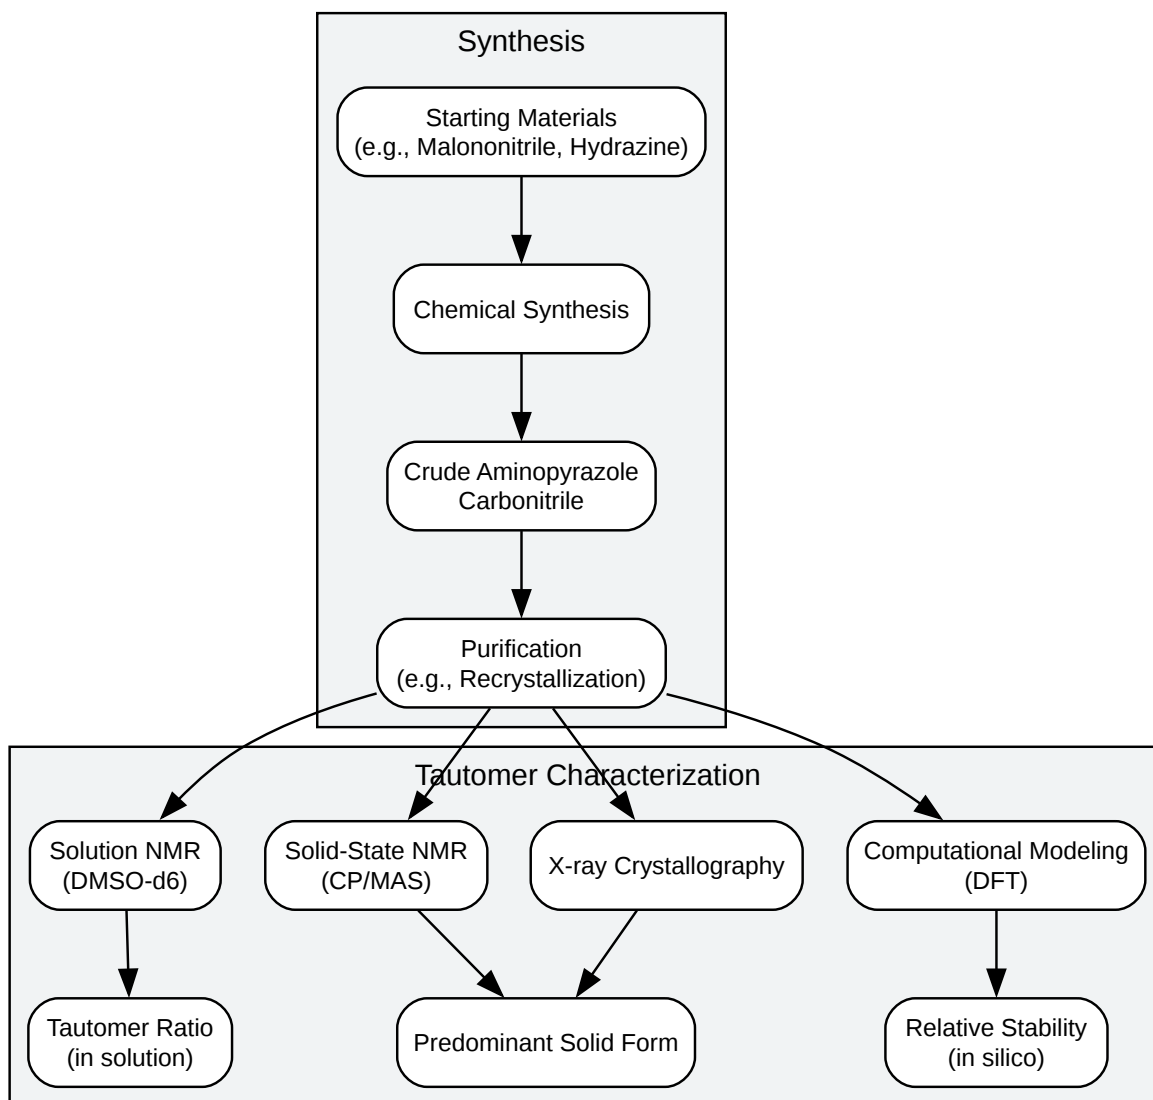 Synthesis
Starting Materials
(e.g., Malononitrile, Hydrazine)
Chemical Synthesis
Crude Aminopyrazole
Carbonitrile
Purification
(e.g., Recrystallization)
Tautomer Characterization
Solution NMR
(DMSO-d6)
Solid-State NMR
(CP/MAS)
X-ray Crystallography
Computational Modeling
(DFT)
Tautomer Ratio
(in solution)
Predominant Solid Form
Relative Stability
(in silico)